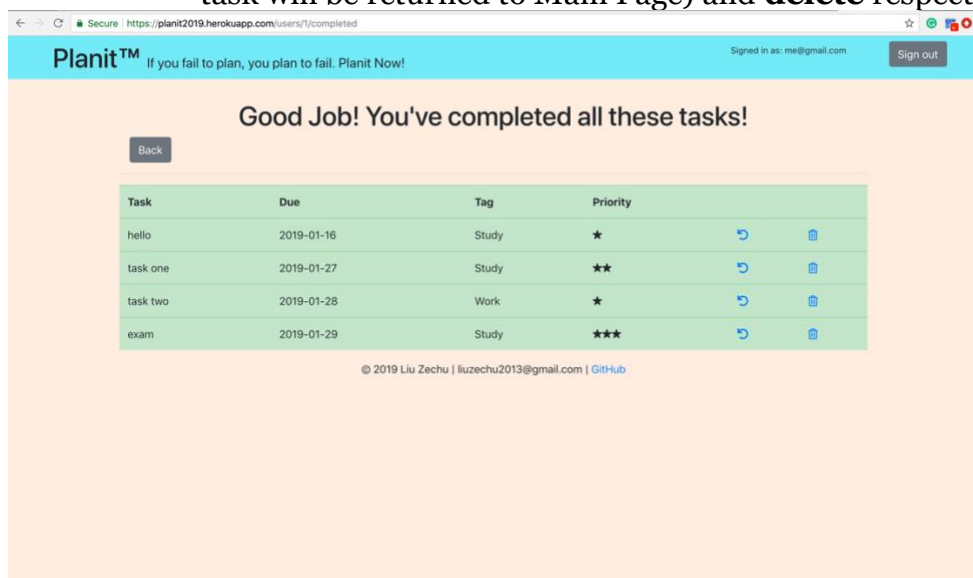 task will be returned to Main Page) and delete respect
Secure https://planit2019.herokuapp.com/users/1/completed
Planit™ If you fail to plan, you plan to fail. Planit Now!
Signed in as: me@gmail.com
Sign out
Good Job! You've completed all these tasks!
Back
Task Due Tag Priority
hello 2019-01-16 Study ★
task one 2019-01-27 Study ★★
task two 2019-01-28 Work ★
exam 2019-01-29 Study ★★★
© 2019 Liu Zechu | liuzechu2013@gmail.com | GitHub